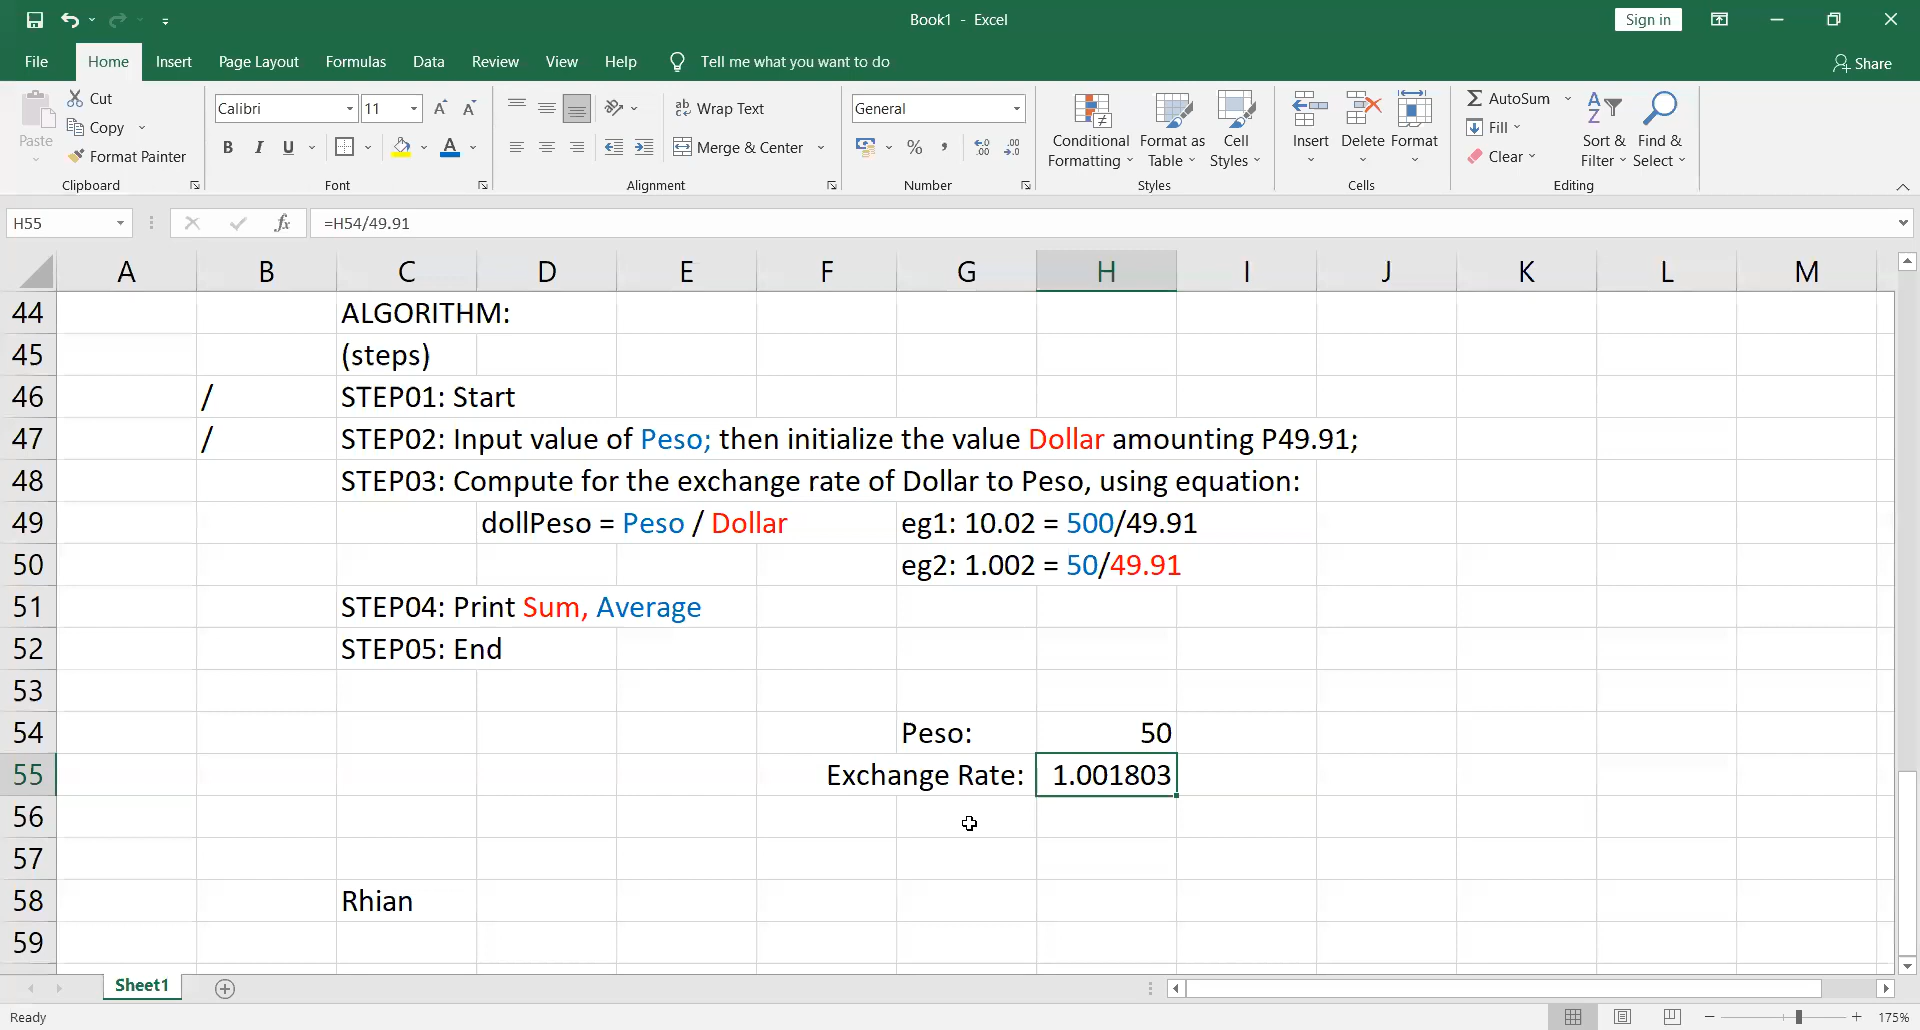 Book1 - Excel
Sign in
File Home Insert Page Layout Formulas Data Review View Help Tell me what you want to do Share
Paste
Cut
Copy
Format Painter
Clipboard
Calibri 11
B I U
Font
Wrap Text
Merge & Center
Alignment
General
Number
Conditional Formatting
Format as Table
Cell Styles
Styles
Insert Delete Format
Cells
AutoSum
Fill
Clear
Sort & Filter
Find & Select
Editing
H55 fx =H54/49.91
A B C D E F G H I J K L M
44 ALGORITHM:
45 (steps)
46 / STEP01: Start
47 / STEP02: Input value of Peso; then initialize the value Dollar amounting P49.91;
48 STEP03: Compute for the exchange rate of Dollar to Peso, using equation:
49 dollPeso = Peso / Dollar eg1: 10.02 = 500/49.91
50 eg2: 1.002 = 50/49.91
51 STEP04: Print Sum, Average
52 STEP05: End
53
54 Peso: 50
55 Exchange Rate: 1.001803
56
57
58 Rhian
59
Sheet1
Ready 175%